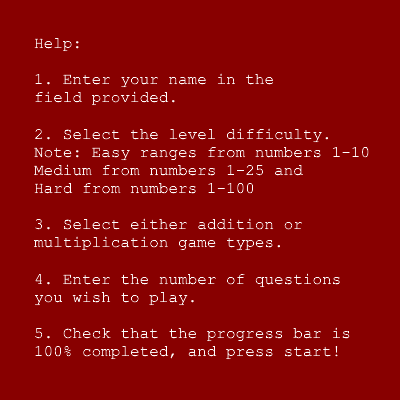 Help:
1. Enter your name in the
field provided.
2. Select the level difficulty.
Note: Easy ranges from numbers 1-10
Medium from numbers 1-25 and
Hard from numbers 1-100
3. Select either addition or
multiplication game types.
4. Enter the number of questions
you wish to play.
5. Check that the progress bar is
100% completed, and press start!